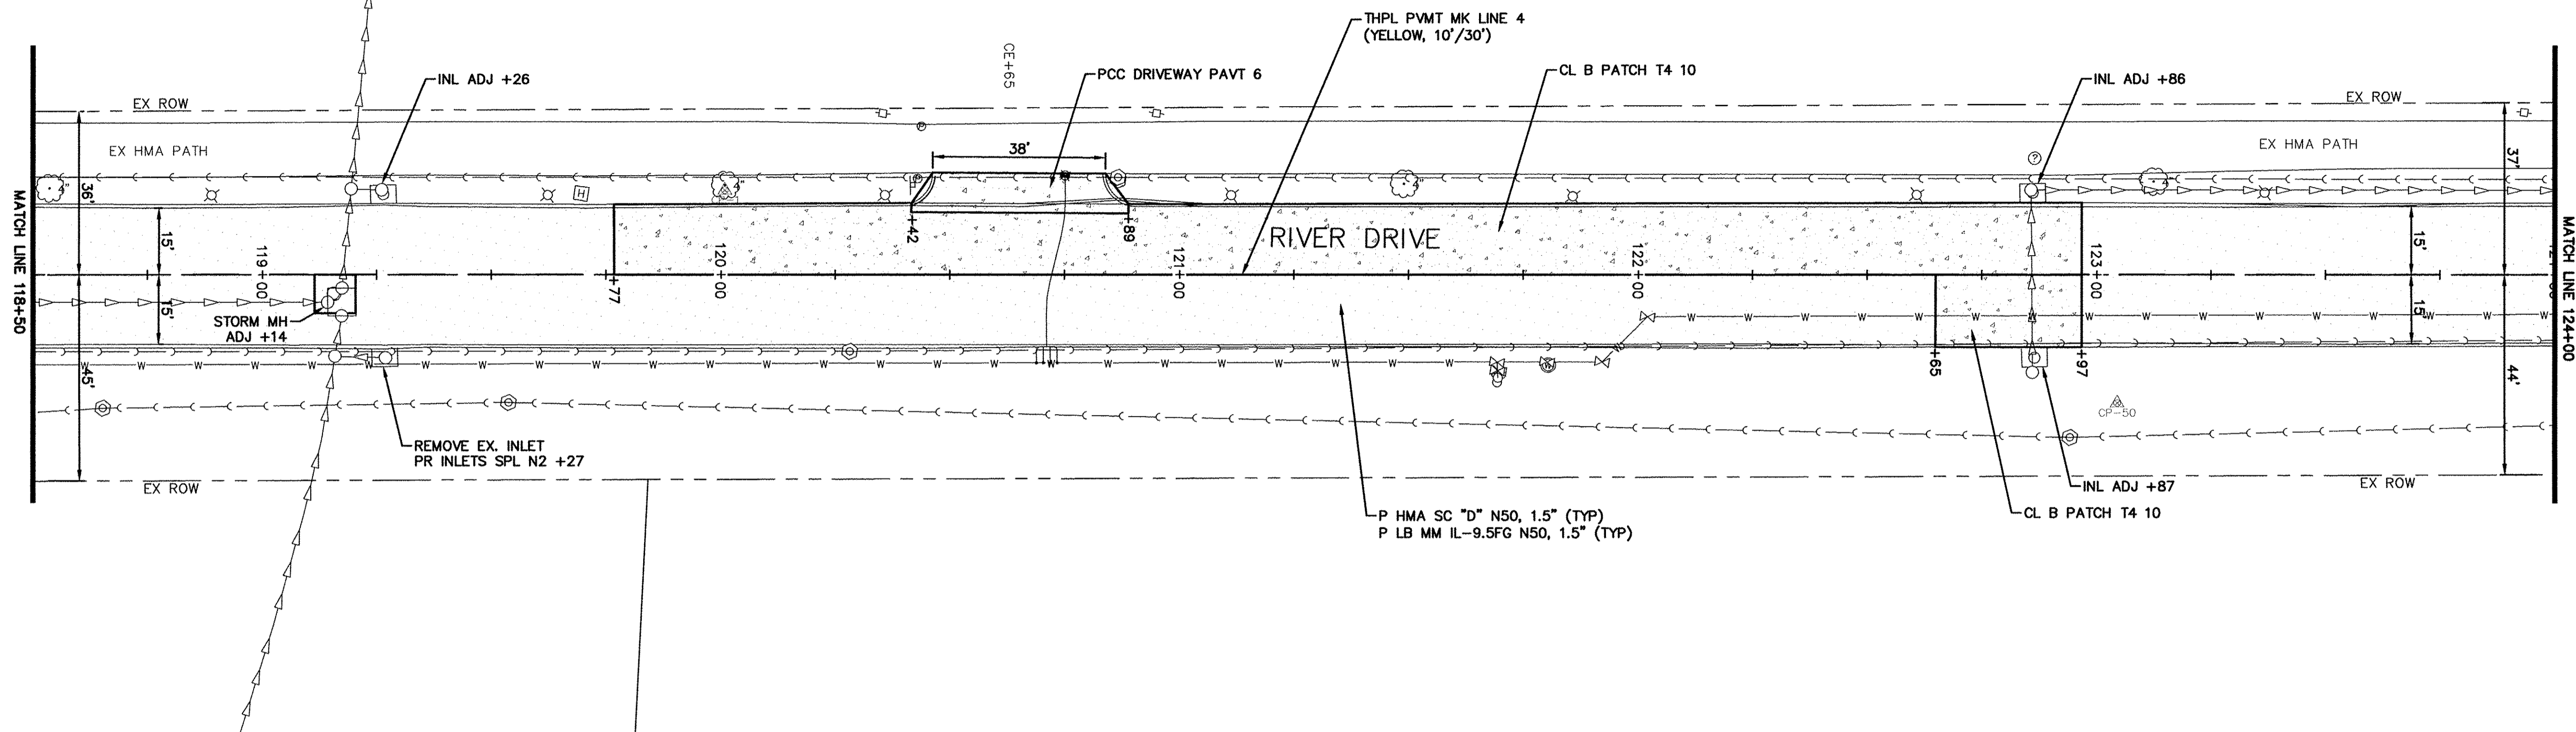 THPL PVMT MK LINE 4
(YELLOW, 10'/30')
CE+65
INL ADJ +26
PCC DRIVEWAY PAVT 6
CL B PATCH T4 10
INL ADJ +86
EX ROW
EX ROW
EX HMA PATH
EX HMA PATH
38'
37'
36'
4"
4"
4"
4"
H
P
?
MATCH LINE 118+50
MATCH LINE 124+00
15'
15'
+42
+89
RIVER DRIVE
119+00
120+00
121+00
122+00
123+00
+77
15'
15'
STORM MH
ADJ +14
+65
+97
45'
44'
CP-50
REMOVE EX. INLET
PR INLETS SPL N2 +27
INL ADJ +87
EX ROW
EX ROW
CL B PATCH T4 10
P HMA SC "D" N50, 1.5" (TYP)
P LB MM IL-9.5FG N50, 1.5" (TYP)